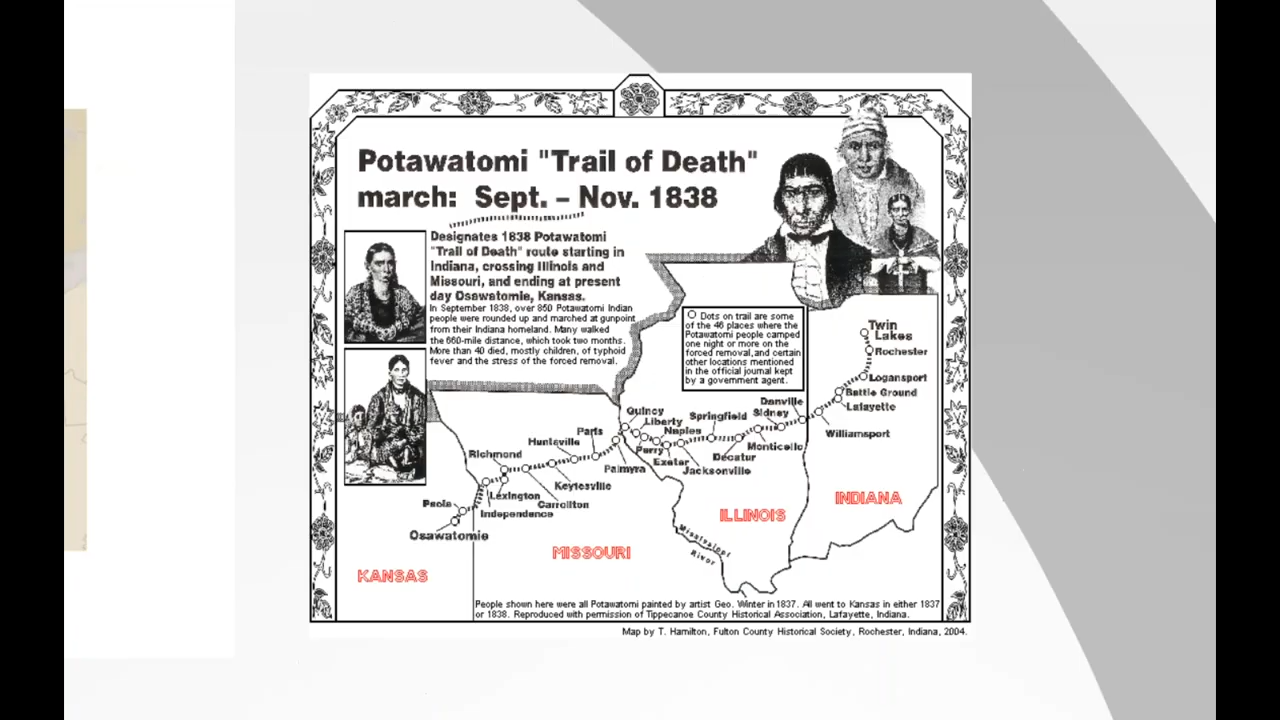 Potawatomi "Trail of Death"
march: Sept. – Nov. 1838
Designates 1838 Potawatomi
"Trail of Death" route starting in
Indiana, crossing Illinois and
Missouri, and ending at present
day Osawatomie, Kansas.
In September 1838, over 850 Potawatomi Indian
people were rounded up and marched at gunpoint
from their Indiana homeland. Many walked
the 660-mile distance, which took two months.
More than 40 died, mostly children, of typhoid
fever and the stress of the forced removal.
Dots on trail are some
of the 46 places where the
Potawatomi people camped
one night or more on the
forced removal, and certain
other locations mentioned
in the official journal kept
by a government agent.
Twin
Lakes
Rochester
Logansport
Battle Ground
Lafayette
Williamsport
Danville
Sidney
Monticello
Springfield
Decatur
Quincy
Liberty
Naples
Perry
Exeter
Jacksonville
Paris
Palmyra
Huntsville
Keytesville
Richmond
Carrollton
Lexington
Independence
Paola
Osawatomie
INDIANA
ILLINOIS
Mississippi
River
MISSOURI
KANSAS
People shown here were all Potawatomi painted by artist Geo. Winter in 1837. All went to Kansas in either 1837
or 1838. Reproduced with permission of Tippecanoe County Historical Association, Lafayette, Indiana.
Map by T. Hamilton, Fulton County Historical Society, Rochester, Indiana, 2004.